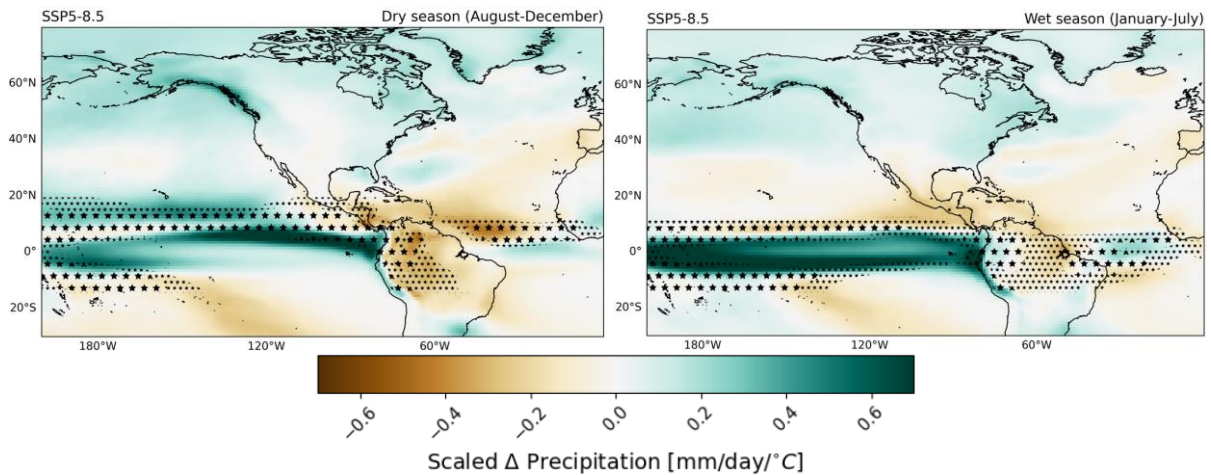 SSP5-8.5 Dry season (August-December)
SSP5-8.5 Wet season (January-July)
60°N
40°N
20°N
0°
20°S
180°W 120°W 60°W
60°N
40°N
20°N
0°
20°S
180°W 120°W 60°W
−0.6 −0.4 −0.2 0.0 0.2 0.4 0.6
Scaled Δ Precipitation [mm/day/°C]